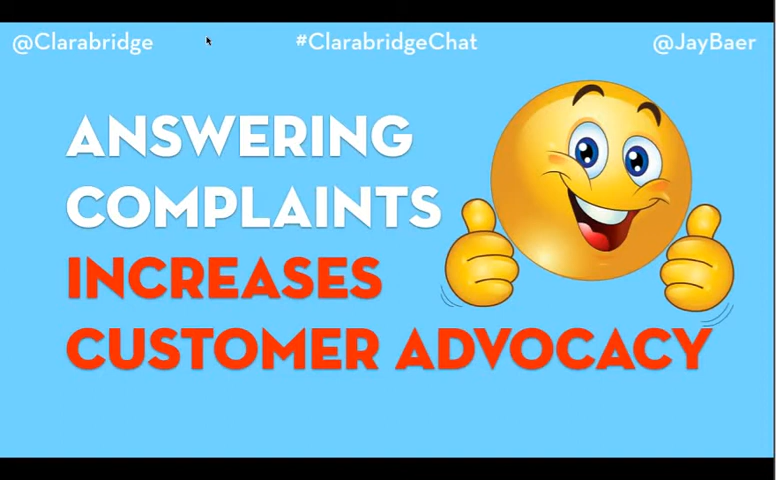 @Clarabridge #ClarabridgeChat @JayBaer
ANSWERING
COMPLAINTS
INCREASES
CUSTOMER ADVOCACY